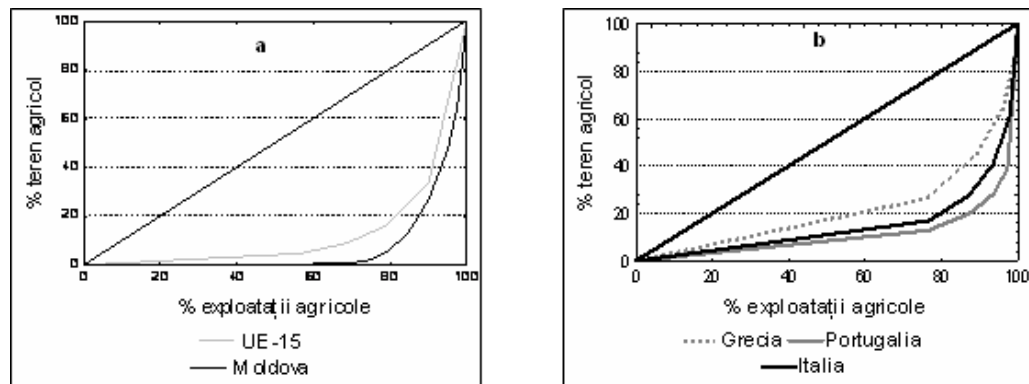 a
100
80
60
40
20
0
% teren agricol
0 20 40 60 80 100
% exploatații agricole
UE-15
Moldova
b
100
80
60
40
20
0
% teren agricol
0 20 40 60 80 100
% exploatații agricole
Grecia Portugalia
Italia